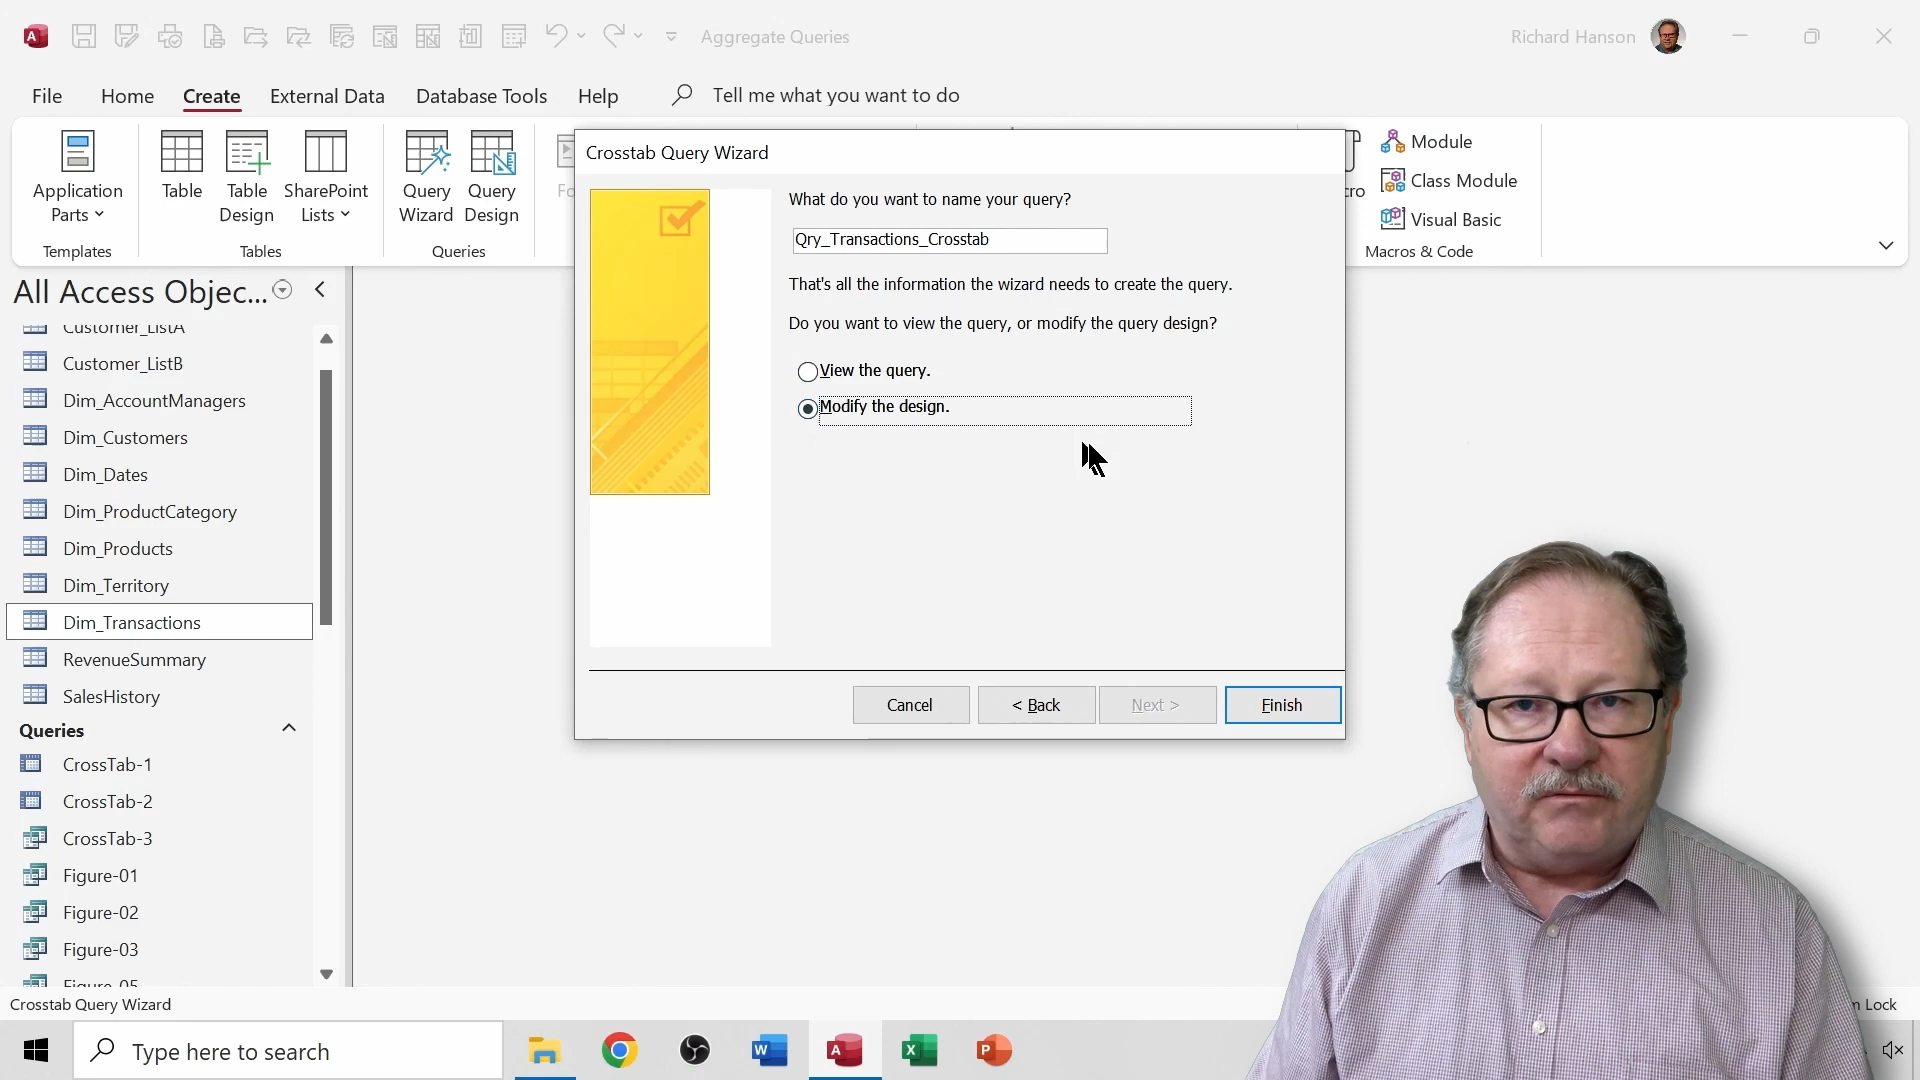 Aggregate Queries
Richard Hanson
File Home Create External Data Database Tools Help Tell me what you want to do
Application Parts
Table
Table Design
SharePoint Lists
Query Wizard
Query Design
Module
Class Module
Visual Basic
Templates
Tables
Queries
Macros & Code
All Access Objec...
Customer_ListA
Customer_ListB
Dim_AccountManagers
Dim_Customers
Dim_Dates
Dim_ProductCategory
Dim_Products
Dim_Territory
Dim_Transactions
RevenueSummary
SalesHistory
Queries
CrossTab-1
CrossTab-2
CrossTab-3
Figure-01
Figure-02
Figure-03
Figure-05
Crosstab Query Wizard
What do you want to name your query?
Qry_Transactions_Crosstab
That's all the information the wizard needs to create the query.
Do you want to view the query, or modify the query design?
View the query.
Modify the design.
Cancel
< Back
Next >
Finish
Crosstab Query Wizard
Lock
Type here to search